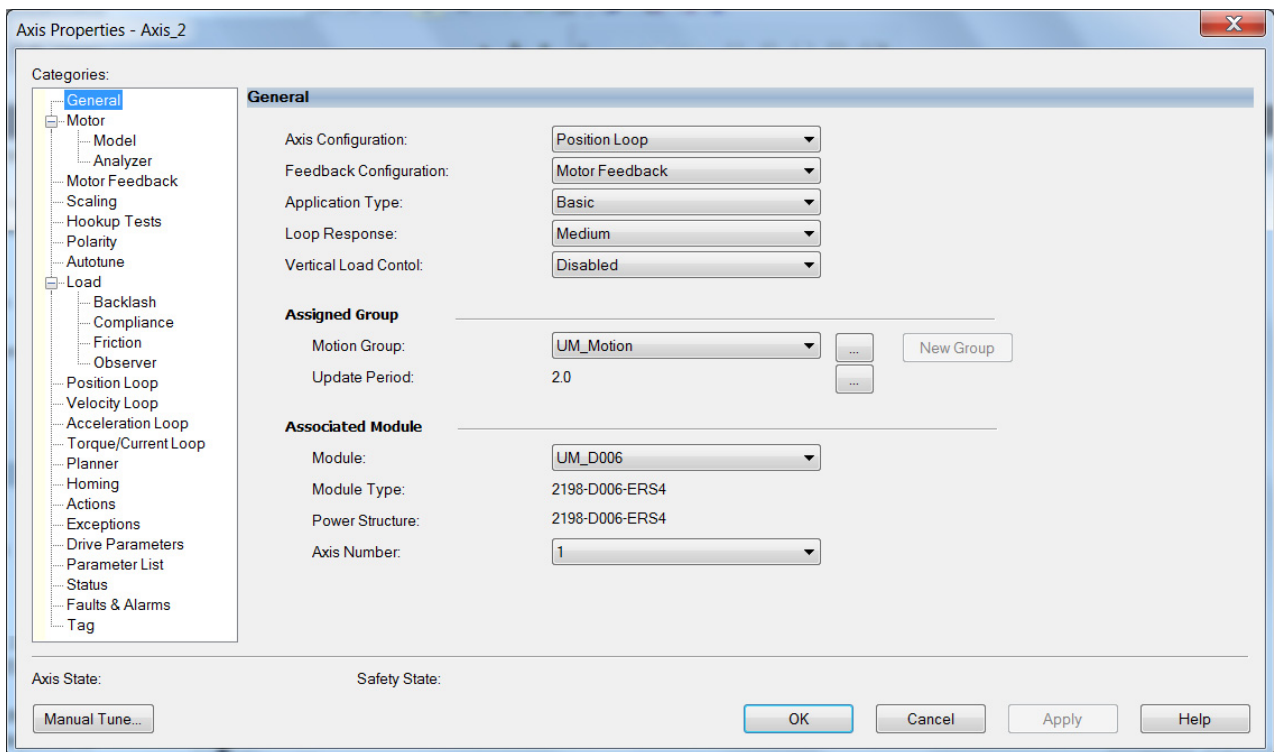 Axis Properties - Axis_2
X
Categories:
General
Motor
Model
Analyzer
Motor Feedback
Scaling
Hookup Tests
Polarity
Autotune
Load
Backlash
Compliance
Friction
Observer
Position Loop
Velocity Loop
Acceleration Loop
Torque/Current Loop
Planner
Homing
Actions
Exceptions
Drive Parameters
Parameter List
Status
Faults & Alarms
Tag
General
Axis Configuration: Position Loop
Feedback Configuration: Motor Feedback
Application Type: Basic
Loop Response: Medium
Vertical Load Contol: Disabled
Assigned Group
Motion Group: UM_Motion ... New Group
Update Period: 2.0 ...
Associated Module
Module: UM_D006
Module Type: 2198-D006-ERS4
Power Structure: 2198-D006-ERS4
Axis Number: 1
Axis State: Safety State:
Manual Tune... OK Cancel Apply Help